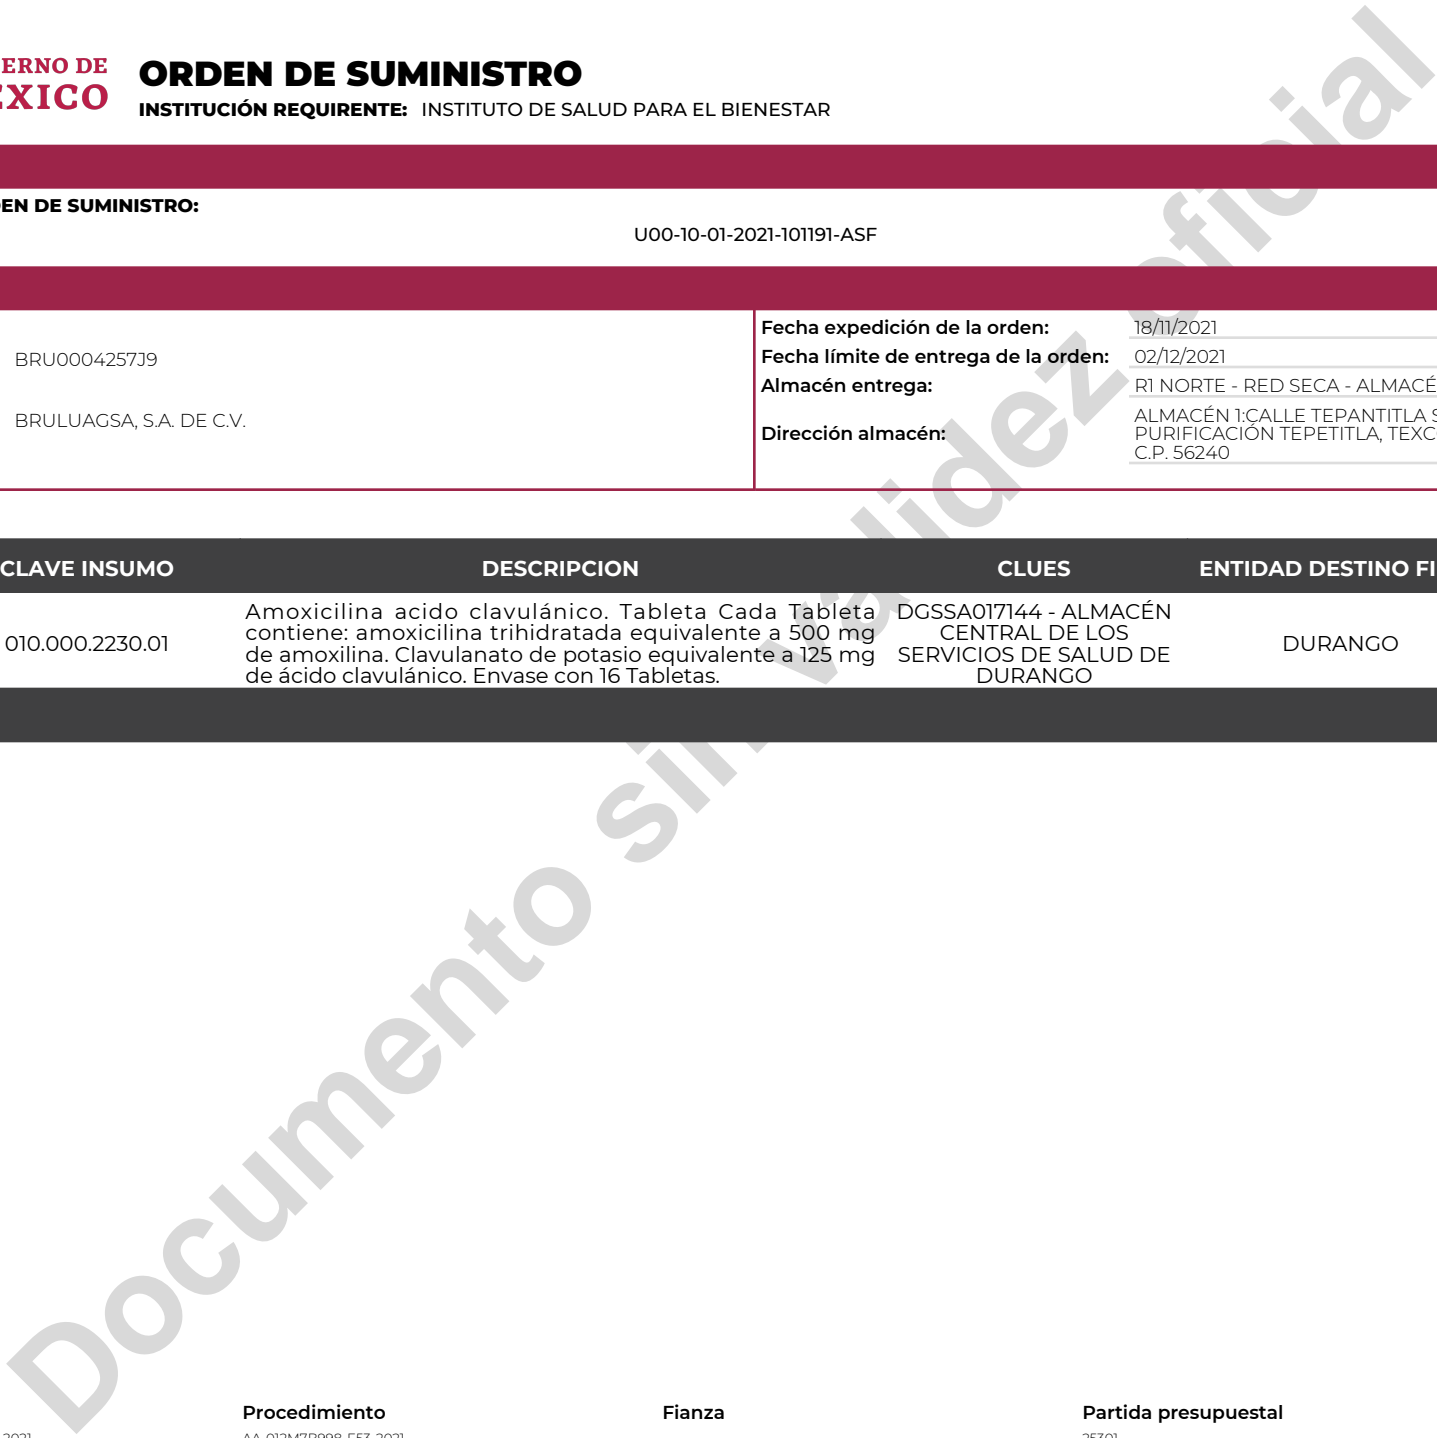 ERNO DE
ORDEN DE SUMINISTRO
INSTITUCIÓN REQUIRENTE: INSTITUTO DE SALUD PARA EL BIENESTAR
EN DE SUMINISTRO:
U00-10-01-2021-101191-ASF
BRU0004257J9
BRULUAGSA, S.A. DE C.V.
Fecha expedición de la orden: 18/11/2021
Fecha límite de entrega de la orden: 02/12/2021
Almacén entrega: R1 NORTE - RED SECA - ALMACÉ
Dirección almacén: ALMACÉN 1:CALLE TEPANTITLA S
PURIFICACIÓN TEPETITLA, TEXC
C.P. 56240
CLAVE INSUMO DESCRIPCION CLUES ENTIDAD DESTINO FI
010.000.2230.01
Amoxicilina acido clavulánico. Tableta Cada Tableta
contiene: amoxicilina trihidratada equivalente a 500 mg
de amoxilina. Clavulanato de potasio equivalente a 125 mg
de ácido clavulánico. Envase con 16 Tabletas.
DGSSA017144 - ALMACÉN
CENTRAL DE LOS
SERVICIOS DE SALUD DE
DURANGO
DURANGO
Documento sin validez oficial
Procedimiento Fianza Partida presupuestal